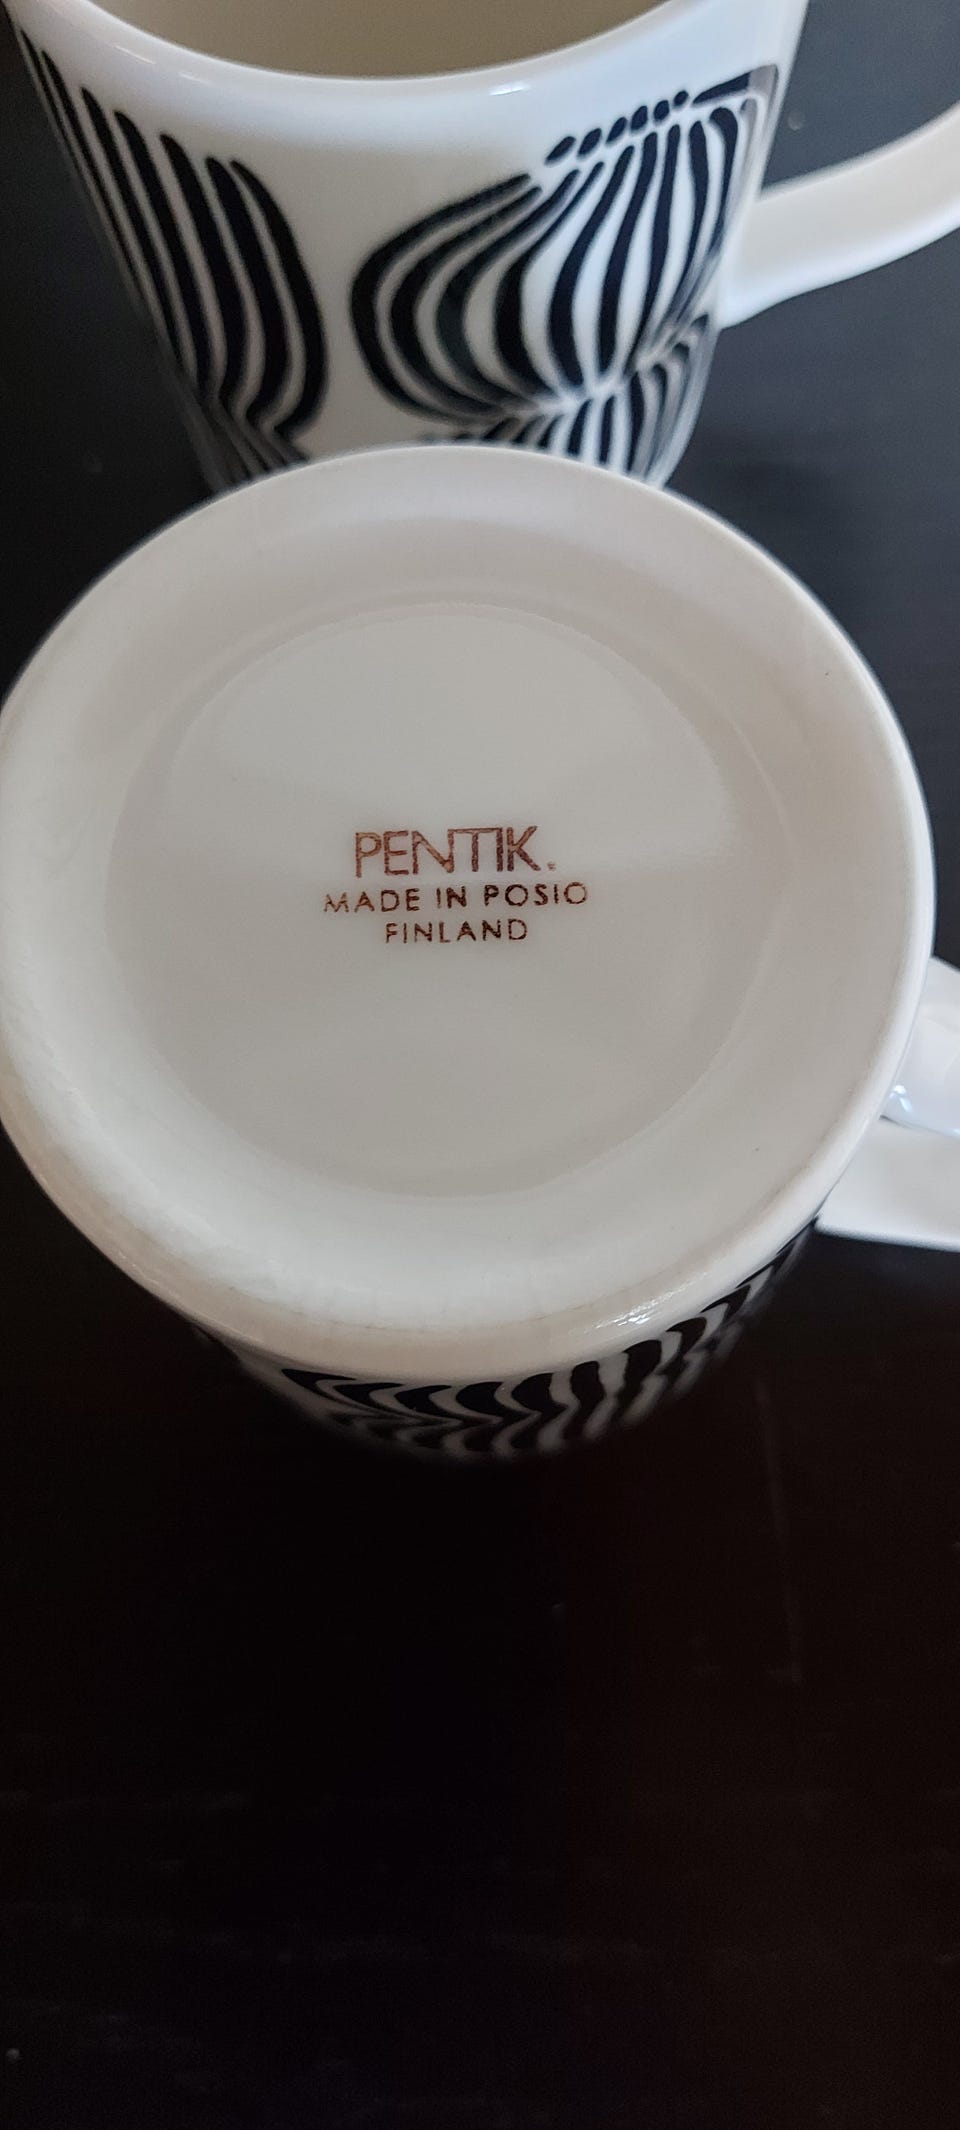 PENTIK.
MADE IN POSIO
FINLAND